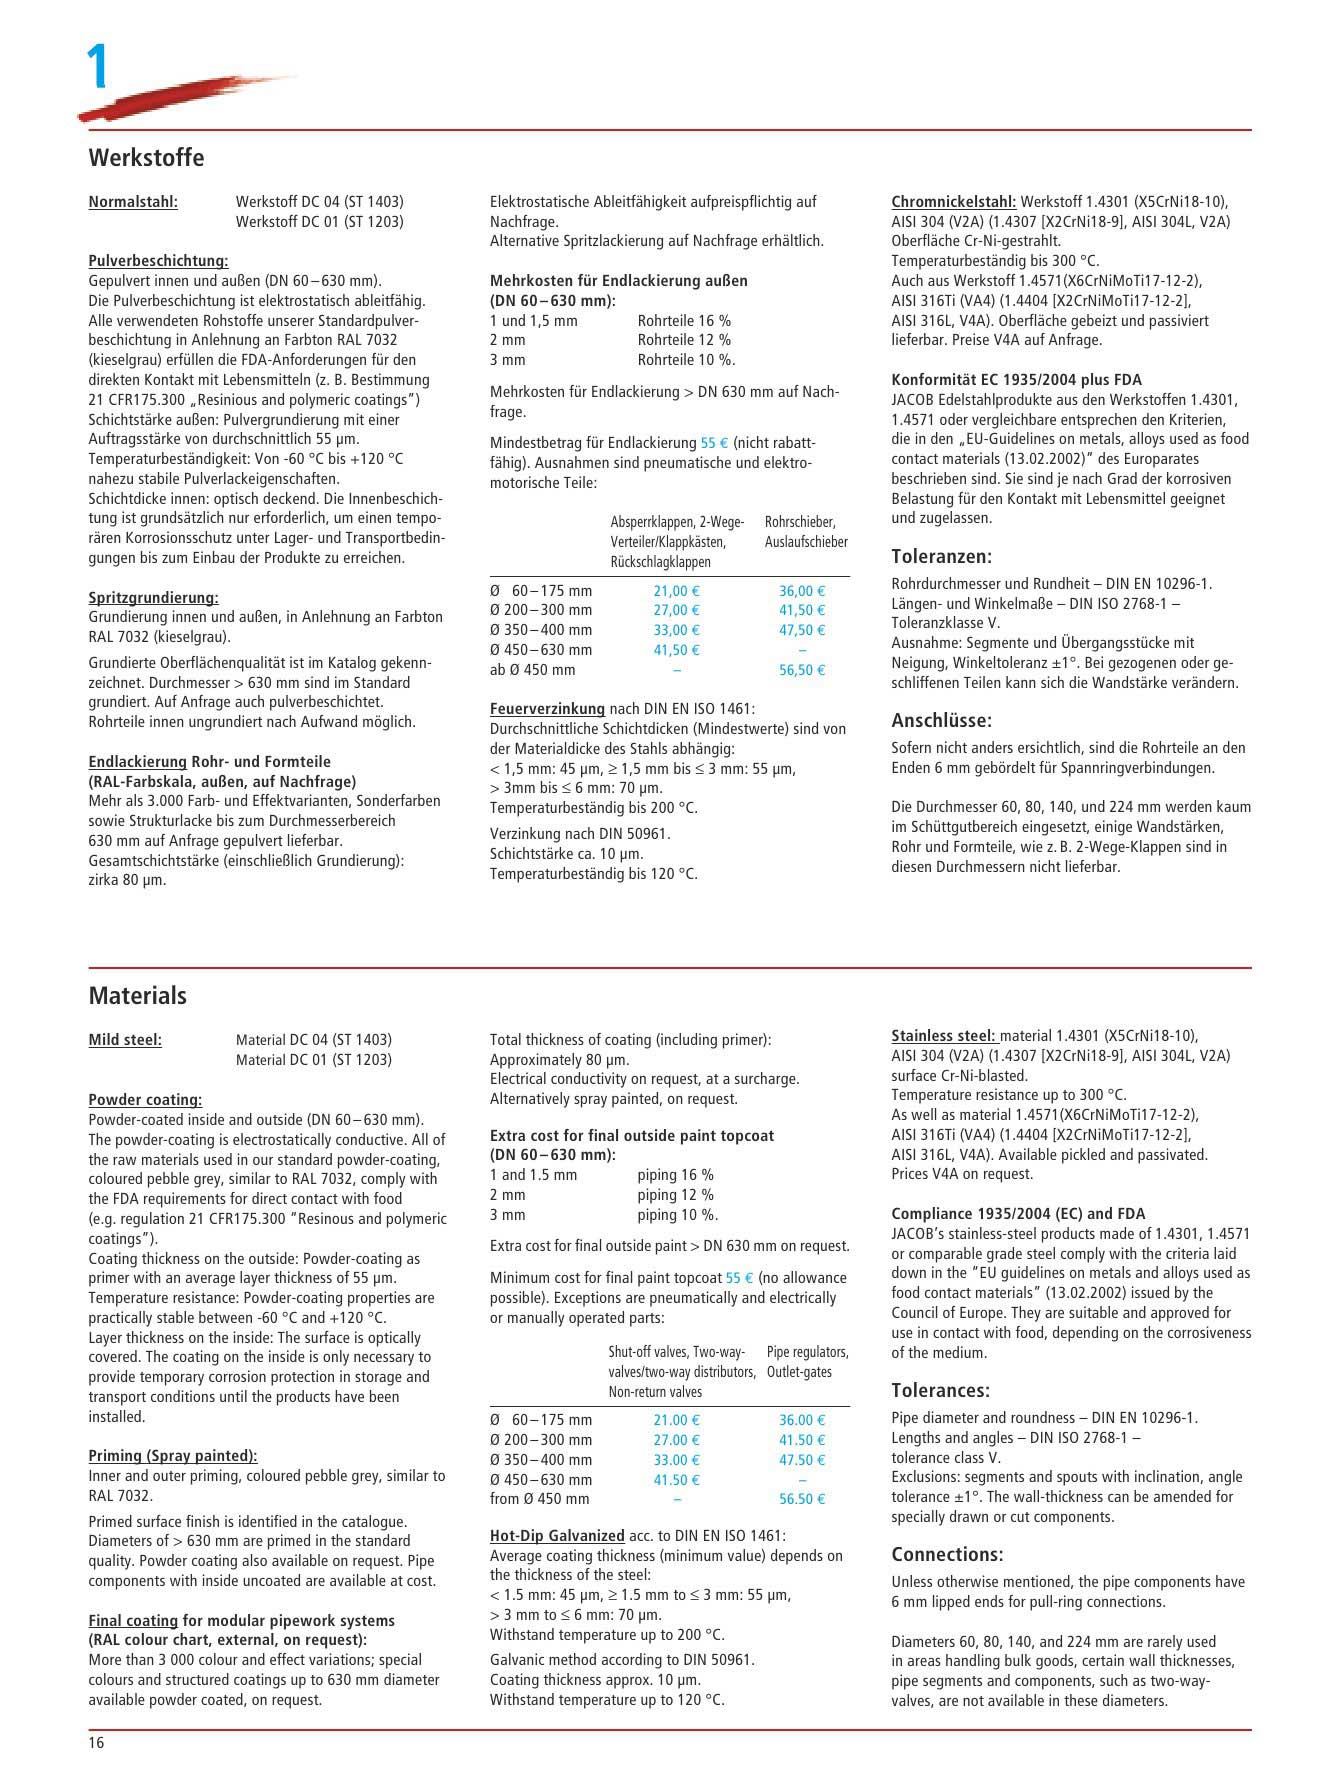 1
Werkstoffe
Normalstahl: Werkstoff DC 04 (ST 1403)
Werkstoff DC 01 (ST 1203)
Pulverbeschichtung:
Gepulvert innen und außen (DN 60–630 mm).
Die Pulverbeschichtung ist elektrostatisch ableitfähig.
Alle verwendeten Rohstoffe unserer Standardpulver-
beschichtung in Anlehnung an Farbton RAL 7032
(kieselgrau) erfüllen die FDA-Anforderungen für den
direkten Kontakt mit Lebensmitteln (z. B. Bestimmung
21 CFR175.300 „Resinious and polymeric coatings”)
Schichtstärke außen: Pulvergrundierung mit einer
Auftragsstärke von durchschnittlich 55 µm.
Temperaturbeständigkeit: Von -60 °C bis +120 °C
nahezu stabile Pulverlackeigenschaften.
Schichtdicke innen: optisch deckend. Die Innenbeschich-
tung ist grundsätzlich nur erforderlich, um einen tempo-
rären Korrosionsschutz unter Lager- und Transportbedin-
gungen bis zum Einbau der Produkte zu erreichen.
Spritzgrundierung:
Grundierung innen und außen, in Anlehnung an Farbton
RAL 7032 (kieselgrau).
Grundierte Oberflächenqualität ist im Katalog gekenn-
zeichnet. Durchmesser > 630 mm sind im Standard
grundiert. Auf Anfrage auch pulverbeschichtet.
Rohrteile innen ungrundiert nach Aufwand möglich.
Endlackierung Rohr- und Formteile
(RAL-Farbskala, außen, auf Nachfrage)
Mehr als 3.000 Farb- und Effektvarianten, Sonderfarben
sowie Strukturlacke bis zum Durchmesserbereich
630 mm auf Anfrage gepulvert lieferbar.
Gesamtschichtstärke (einschließlich Grundierung):
zirka 80 µm.
Elektrostatische Ableitfähigkeit aufpreispflichtig auf
Nachfrage.
Alternative Spritzlackierung auf Nachfrage erhältlich.
Mehrkosten für Endlackierung außen
(DN 60–630 mm):
1 und 1,5 mm Rohrteile 16 %
2 mm Rohrteile 12 %
3 mm Rohrteile 10 %.
Mehrkosten für Endlackierung > DN 630 mm auf Nach-
frage.
Mindestbetrag für Endlackierung 55 € (nicht rabatt-
fähig). Ausnahmen sind pneumatische und elektro-
motorische Teile:
Absperrklappen, 2-Wege- Rohrschieber,
Verteiler/Klappkästen, Auslaufschieber
Rückschlagklappen
Ø 60–175 mm 21,00 € 36,00 €
Ø 200–300 mm 27,00 € 41,50 €
Ø 350–400 mm 33,00 € 47,50 €
Ø 450–630 mm 41,50 € –
ab Ø 450 mm – 56,50 €
Feuerverzinkung nach DIN EN ISO 1461:
Durchschnittliche Schichtdicken (Mindestwerte) sind von
der Materialdicke des Stahls abhängig:
< 1,5 mm: 45 µm, ≥ 1,5 mm bis ≤ 3 mm: 55 µm,
> 3mm bis ≤ 6 mm: 70 µm.
Temperaturbeständig bis 200 °C.
Verzinkung nach DIN 50961.
Schichtstärke ca. 10 µm.
Temperaturbeständig bis 120 °C.
Chromnickelstahl: Werkstoff 1.4301 (X5CrNi18-10),
AISI 304 (V2A) (1.4307 [X2CrNi18-9], AISI 304L, V2A)
Oberfläche Cr-Ni-gestrahlt.
Temperaturbeständig bis 300 °C.
Auch aus Werkstoff 1.4571(X6CrNiMoTi17-12-2),
AISI 316Ti (VA4) (1.4404 [X2CrNiMoTi17-12-2],
AISI 316L, V4A). Oberfläche gebeizt und passiviert
lieferbar. Preise V4A auf Anfrage.
Konformität EC 1935/2004 plus FDA
JACOB Edelstahlprodukte aus den Werkstoffen 1.4301,
1.4571 oder vergleichbare entsprechen den Kriterien,
die in den „EU-Guidelines on metals, alloys used as food
contact materials (13.02.2002)” des Europarates
beschrieben sind. Sie sind je nach Grad der korrosiven
Belastung für den Kontakt mit Lebensmittel geeignet
und zugelassen.
Toleranzen:
Rohrdurchmesser und Rundheit – DIN EN 10296-1.
Längen- und Winkelmaße – DIN ISO 2768-1 –
Toleranzklasse V.
Ausnahme: Segmente und Übergangsstücke mit
Neigung, Winkeltoleranz ±1°. Bei gezogenen oder ge-
schliffenen Teilen kann sich die Wandstärke verändern.
Anschlüsse:
Sofern nicht anders ersichtlich, sind die Rohrteile an den
Enden 6 mm gebördelt für Spannringverbindungen.
Die Durchmesser 60, 80, 140, und 224 mm werden kaum
im Schüttgutbereich eingesetzt, einige Wandstärken,
Rohr und Formteile, wie z. B. 2-Wege-Klappen sind in
diesen Durchmessern nicht lieferbar.
Materials
Mild steel: Material DC 04 (ST 1403)
Material DC 01 (ST 1203)
Powder coating:
Powder-coated inside and outside (DN 60–630 mm).
The powder-coating is electrostatically conductive. All of
the raw materials used in our standard powder-coating,
coloured pebble grey, similar to RAL 7032, comply with
the FDA requirements for direct contact with food
(e.g. regulation 21 CFR175.300 ”Resinous and polymeric
coatings”).
Coating thickness on the outside: Powder-coating as
primer with an average layer thickness of 55 µm.
Temperature resistance: Powder-coating properties are
practically stable between -60 °C and +120 °C.
Layer thickness on the inside: The surface is optically
covered. The coating on the inside is only necessary to
provide temporary corrosion protection in storage and
transport conditions until the products have been
installed.
Priming (Spray painted):
Inner and outer priming, coloured pebble grey, similar to
RAL 7032.
Primed surface finish is identified in the catalogue.
Diameters of > 630 mm are primed in the standard
quality. Powder coating also available on request. Pipe
components with inside uncoated are available at cost.
Final coating for modular pipework systems
(RAL colour chart, external, on request):
More than 3 000 colour and effect variations; special
colours and structured coatings up to 630 mm diameter
available powder coated, on request.
Total thickness of coating (including primer):
Approximately 80 µm.
Electrical conductivity on request, at a surcharge.
Alternatively spray painted, on request.
Extra cost for final outside paint topcoat
(DN 60–630 mm):
1 and 1.5 mm piping 16 %
2 mm piping 12 %
3 mm piping 10 %.
Extra cost for final outside paint > DN 630 mm on request.
Minimum cost for final paint topcoat 55 € (no allowance
possible). Exceptions are pneumatically and electrically
or manually operated parts:
Shut-off valves, Two-way- Pipe regulators,
valves/two-way distributors, Outlet-gates
Non-return valves
Ø 60–175 mm 21.00 € 36.00 €
Ø 200–300 mm 27.00 € 41.50 €
Ø 350–400 mm 33.00 € 47.50 €
Ø 450–630 mm 41.50 € –
from Ø 450 mm – 56.50 €
Hot-Dip Galvanized acc. to DIN EN ISO 1461:
Average coating thickness (minimum value) depends on
the thickness of the steel:
< 1.5 mm: 45 µm, ≥ 1.5 mm to ≤ 3 mm: 55 µm,
> 3 mm to ≤ 6 mm: 70 µm.
Withstand temperature up to 200 °C.
Galvanic method according to DIN 50961.
Coating thickness approx. 10 µm.
Withstand temperature up to 120 °C.
Stainless steel: material 1.4301 (X5CrNi18-10),
AISI 304 (V2A) (1.4307 [X2CrNi18-9], AISI 304L, V2A)
surface Cr-Ni-blasted.
Temperature resistance up to 300 °C.
As well as material 1.4571(X6CrNiMoTi17-12-2),
AISI 316Ti (VA4) (1.4404 [X2CrNiMoTi17-12-2],
AISI 316L, V4A). Available pickled and passivated.
Prices V4A on request.
Compliance 1935/2004 (EC) and FDA
JACOB’s stainless-steel products made of 1.4301, 1.4571
or comparable grade steel comply with the criteria laid
down in the ”EU guidelines on metals and alloys used as
food contact materials” (13.02.2002) issued by the
Council of Europe. They are suitable and approved for
use in contact with food, depending on the corrosiveness
of the medium.
Tolerances:
Pipe diameter and roundness – DIN EN 10296-1.
Lengths and angles – DIN ISO 2768-1 –
tolerance class V.
Exclusions: segments and spouts with inclination, angle
tolerance ±1°. The wall-thickness can be amended for
specially drawn or cut components.
Connections:
Unless otherwise mentioned, the pipe components have
6 mm lipped ends for pull-ring connections.
Diameters 60, 80, 140, and 224 mm are rarely used
in areas handling bulk goods, certain wall thicknesses,
pipe segments and components, such as two-way-
valves, are not available in these diameters.
16